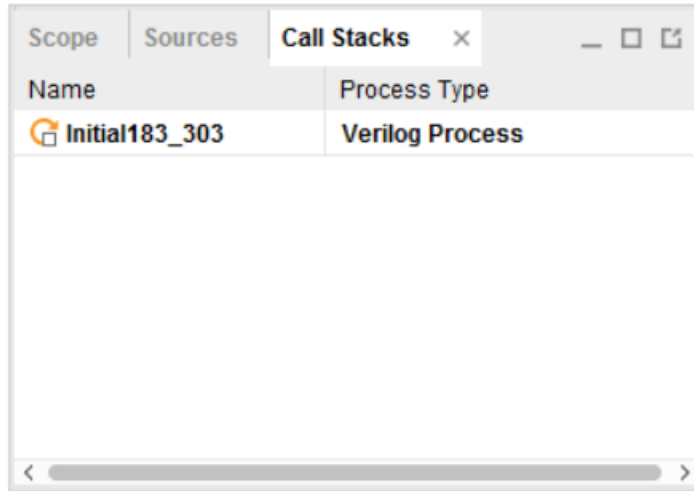 Scope Sources Call Stacks
Name Process Type
Initial183_303 Verilog Process